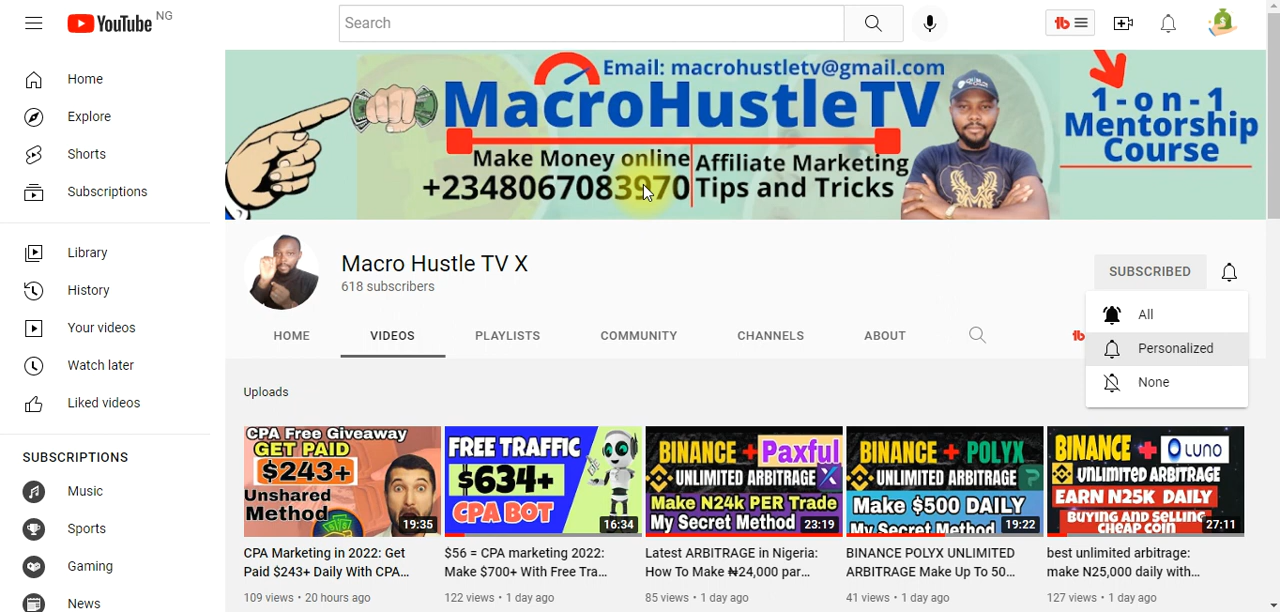 YouTube NG
Search
Home
Explore
Shorts
Subscriptions
Library
History
Your videos
Watch later
Liked videos
SUBSCRIPTIONS
Music
Sports
Gaming
News
Email: macrohustletv@gmail.com
MacroHustleTV
Make Money online
+2348067083970
Affiliate Marketing
Tips and Tricks
1-on-1
Mentorship
Course
Macro Hustle TV X
618 subscribers
SUBSCRIBED
All
Personalized
None
HOME VIDEOS PLAYLISTS COMMUNITY CHANNELS ABOUT
Uploads
CPA Free Giveaway
GET PAID
$243+
Unshared
Method
19:35
CPA Marketing in 2022: Get
Paid $243+ Daily With CPA...
109 views • 20 hours ago
FREE TRAFFIC
$634+
CPA BOT
16:34
$56 = CPA marketing 2022:
Make $700+ With Free Tra...
122 views • 1 day ago
BINANCE + Paxful
UNLIMITED ARBITRAGE
Make N24k PER Trade
My Secret Method
23:19
Latest ARBITRAGE in Nigeria:
How To Make ₦24,000 par...
85 views • 1 day ago
BINANCE + POLYX
UNLIMITED ARBITRAGE
Make $500 DAILY
My Secret Method
19:22
BINANCE POLYX UNLIMITED
ARBITRAGE Make Up To 50...
41 views • 1 day ago
BINANCE + LUNO
UNLIMITED ARBITRAGE
EARN N25K DAILY
BUYING AND SELLING
CHEAP COIN
27:11
best unlimited arbitrage:
make N25,000 daily with...
127 views • 1 day ago